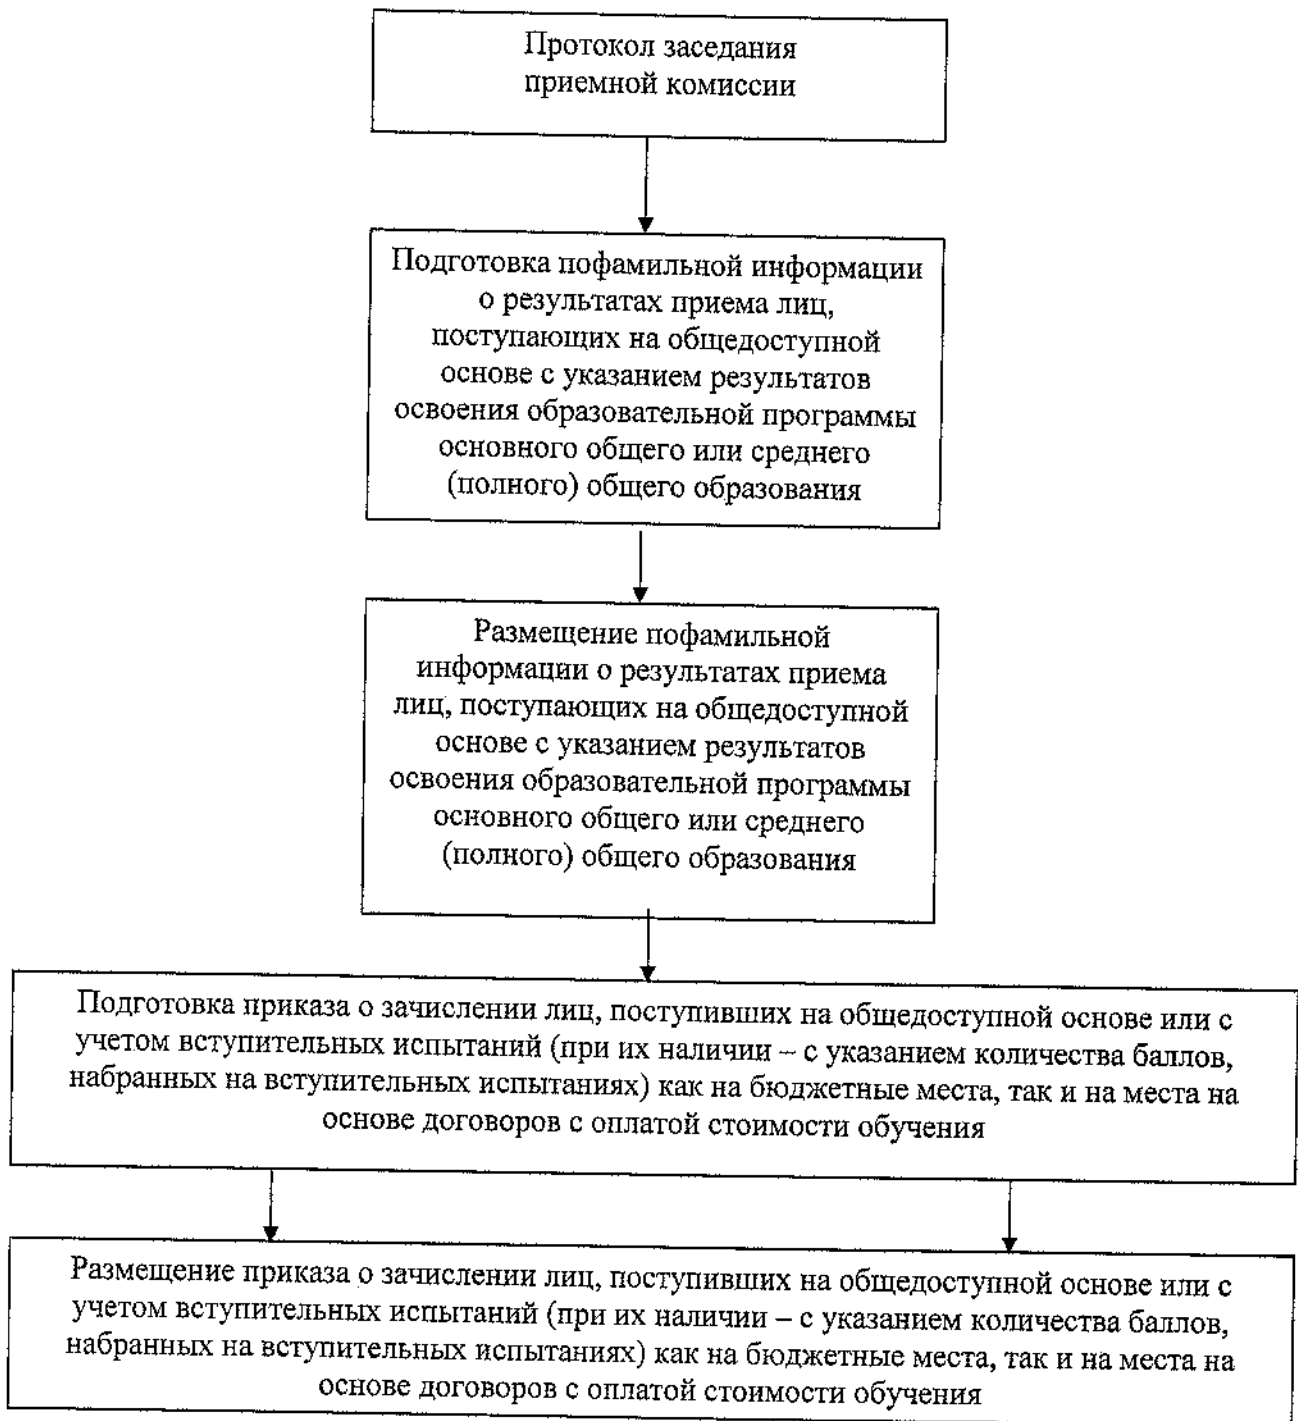 Протокол заседания
приемной комиссии
Подготовка пофамильной информации
о результатах приема лиц,
поступающих на общедоступной
основе с указанием результатов
освоения образовательной программы
основного общего или среднего
(полного) общего образования
Размещение пофамильной
информации о результатах приема
лиц, поступающих на общедоступной
основе с указанием результатов
освоения образовательной программы
основного общего или среднего
(полного) общего образования
Подготовка приказа о зачислении лиц, поступивших на общедоступной основе или с
учетом вступительных испытаний (при их наличии – с указанием количества баллов,
набранных на вступительных испытаниях) как на бюджетные места, так и на места на
основе договоров с оплатой стоимости обучения
Размещение приказа о зачислении лиц, поступивших на общедоступной основе или с
учетом вступительных испытаний (при их наличии – с указанием количества баллов,
набранных на вступительных испытаниях) как на бюджетные места, так и на места на
основе договоров с оплатой стоимости обучения